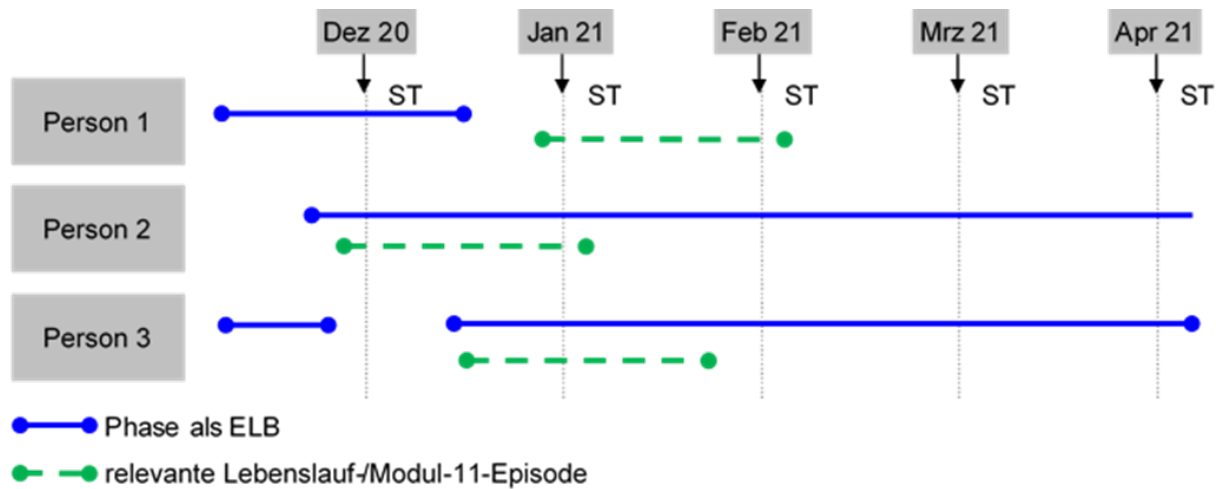 Dez 20 Jan 21 Feb 21 Mrz 21 Apr 21
ST ST ST ST ST
Person 1
Person 2
Person 3
Phase als ELB
relevante Lebenslauf-/Modul-11-Episode